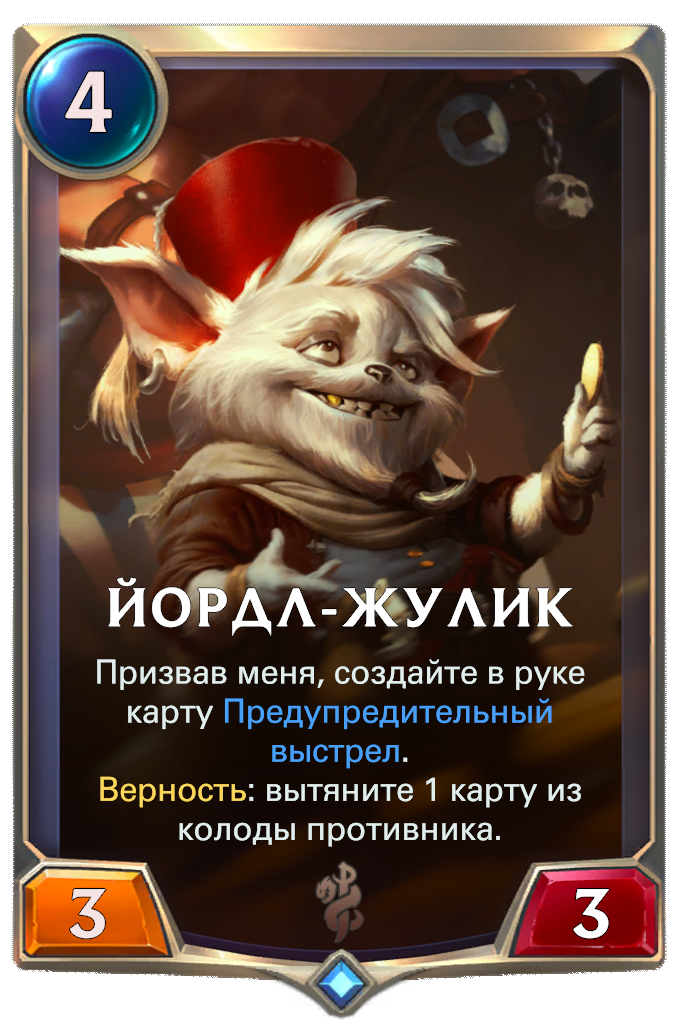 4
ЙОРДЛ-ЖУЛИК
Призвав меня, создайте в руке
карту Предупредительный
выстрел.
Верность: вытяните 1 карту из
колоды противника.
3
3